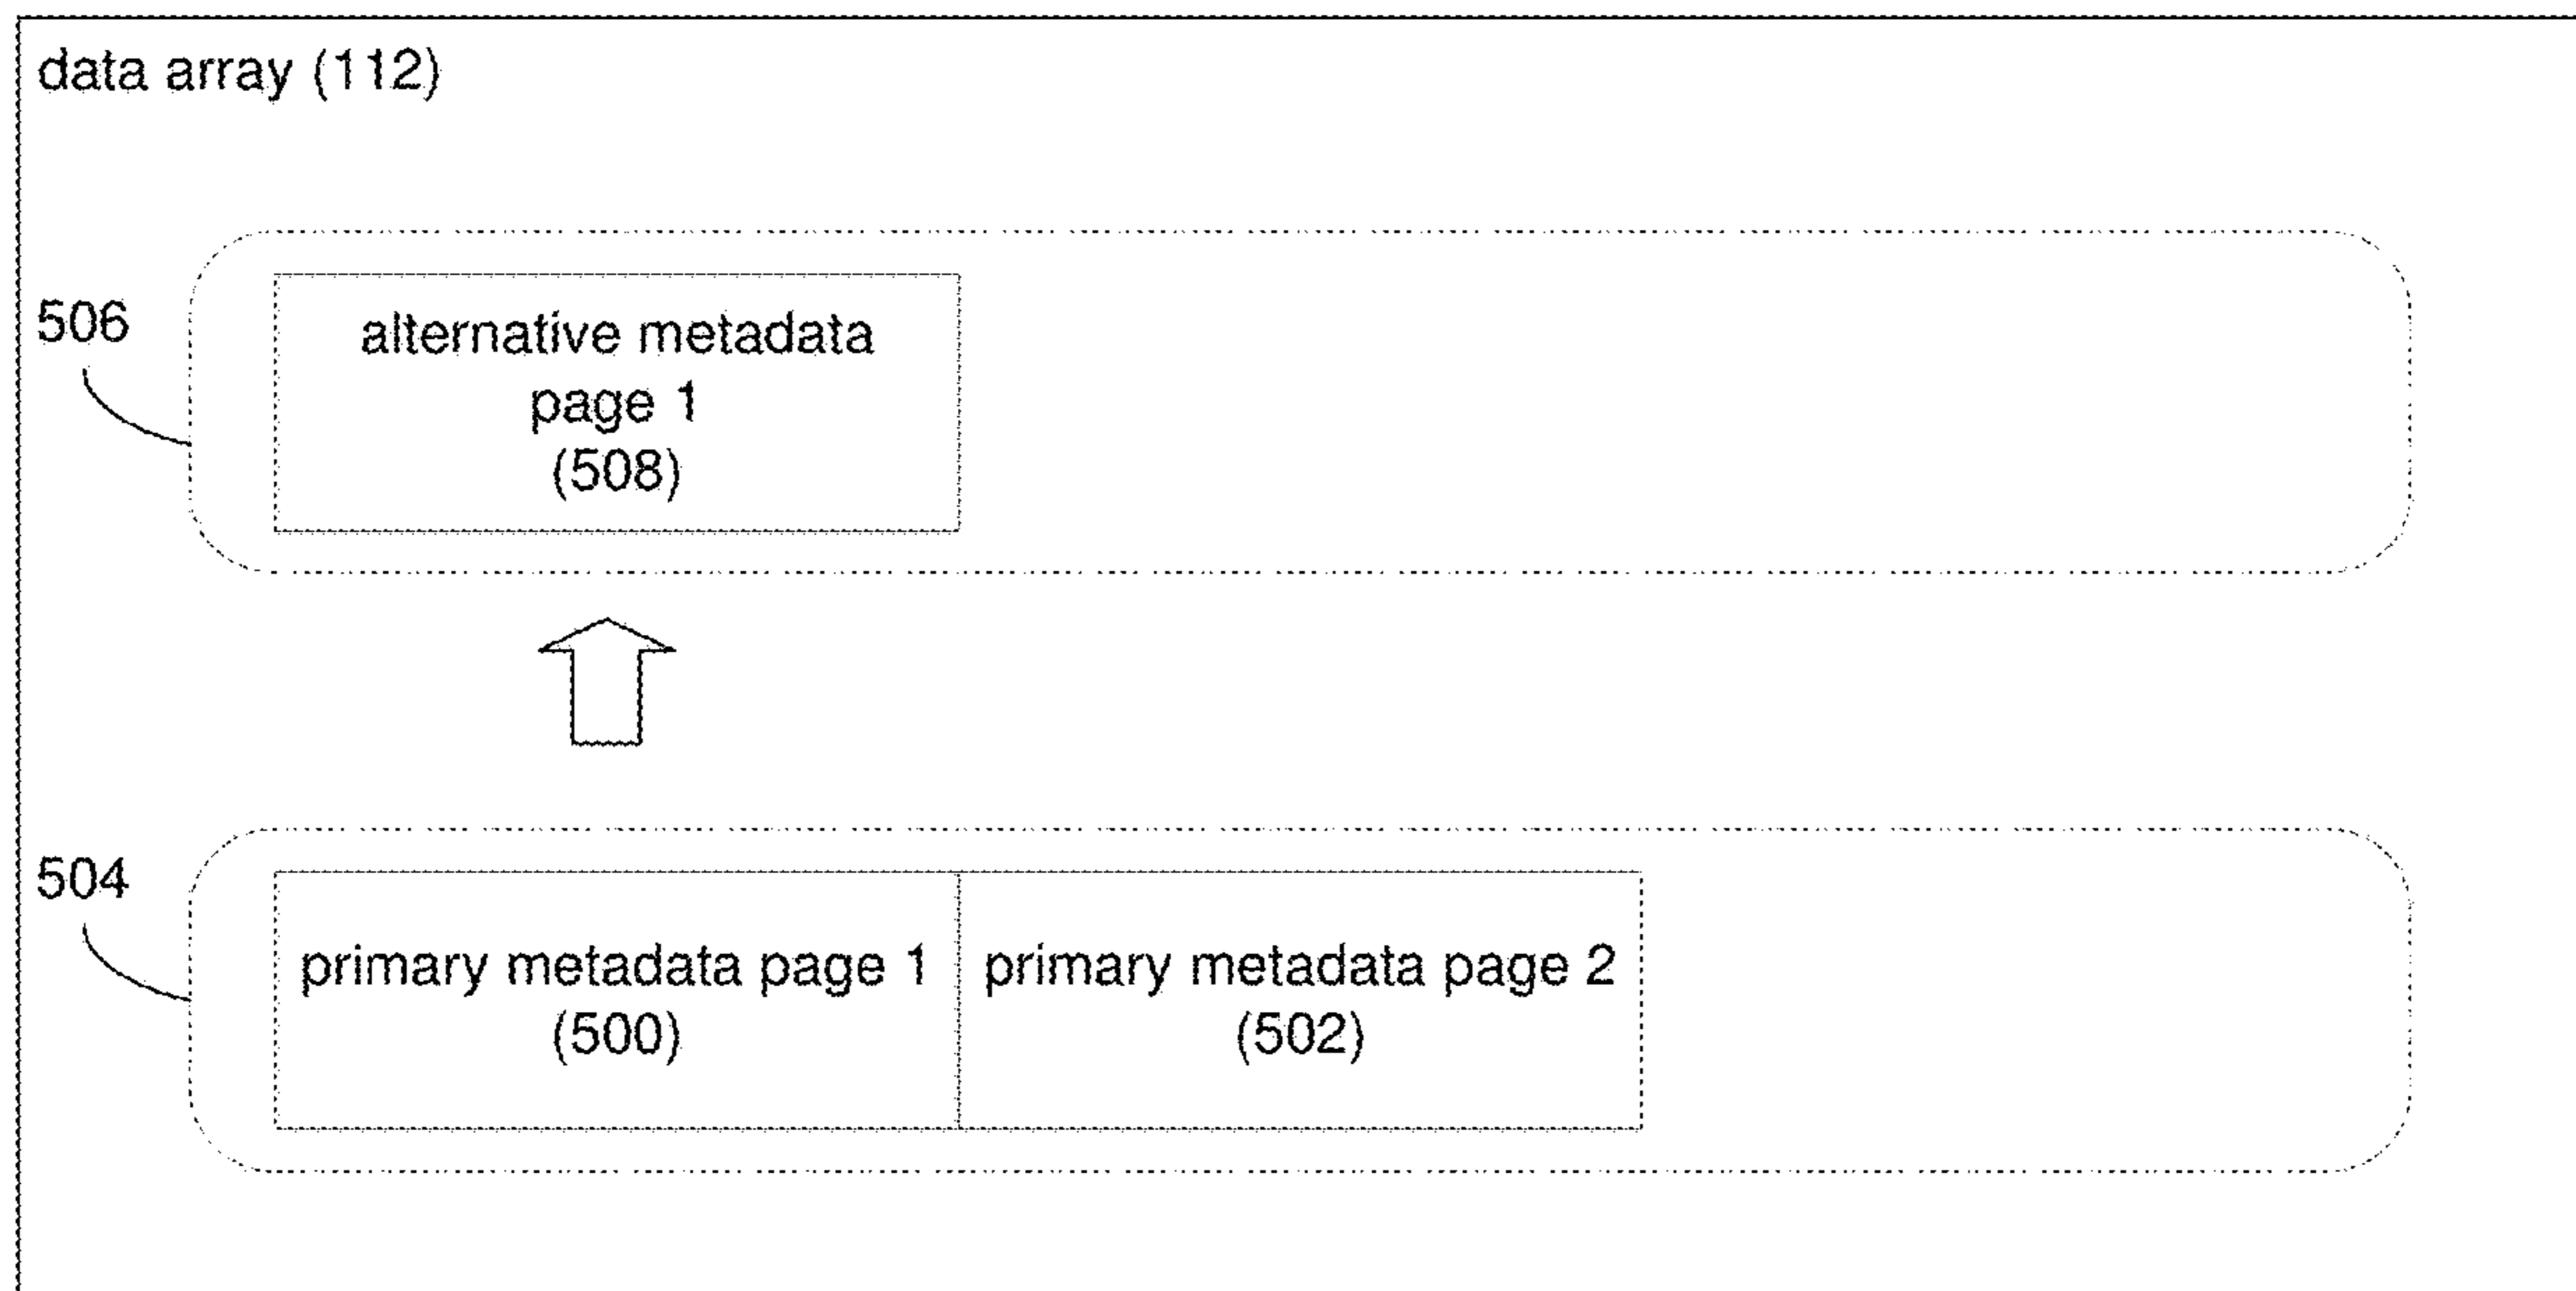 data array (112)
506
alternative metadata
page 1
(508)
504
primary metadata page 1
(500)
primary metadata page 2
(502)